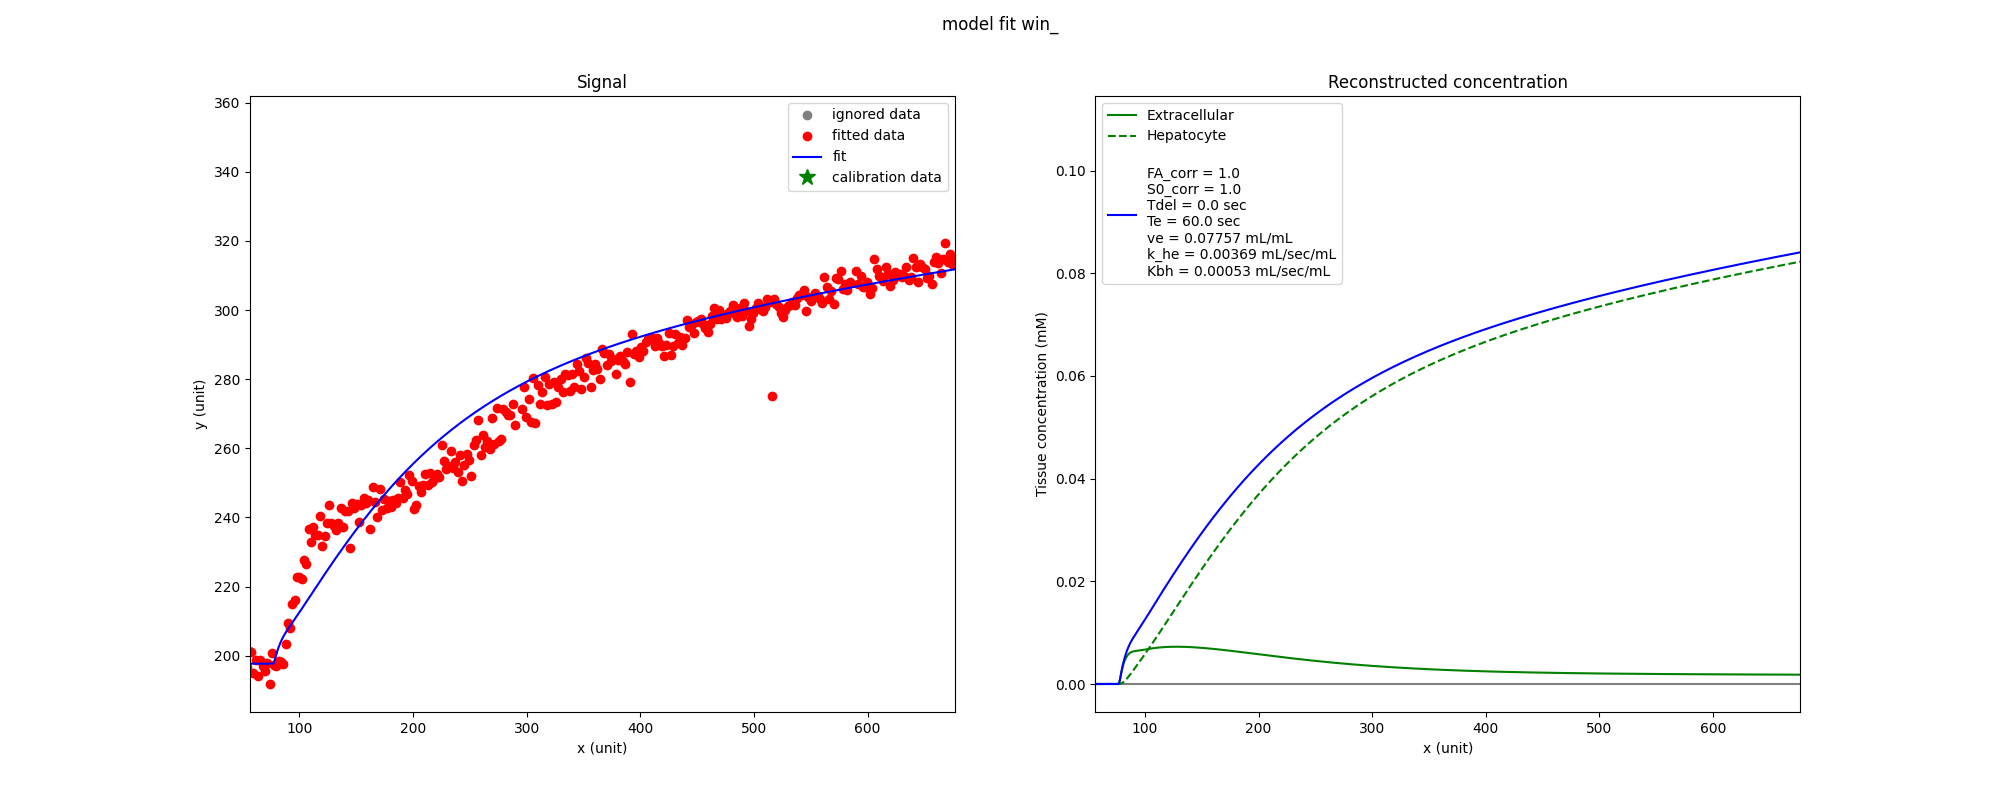 model fit win_
Signal
360
340
320
300
280
260
240
220
200
y (unit)
100
200
300
400
500
600
x (unit)
ignored data
fitted data
fit
calibration data
Reconstructed concentration
0.10
0.08
0.06
0.04
0.02
0.00
Tissue concentration (mM)
100
200
300
400
500
600
x (unit)
Extracellular
Hepatocyte
FA_corr = 1.0
S0_corr = 1.0
Tdel = 0.0 sec
Te = 60.0 sec
ve = 0.07757 mL/mL
k_he = 0.00369 mL/sec/mL
Kbh = 0.00053 mL/sec/mL